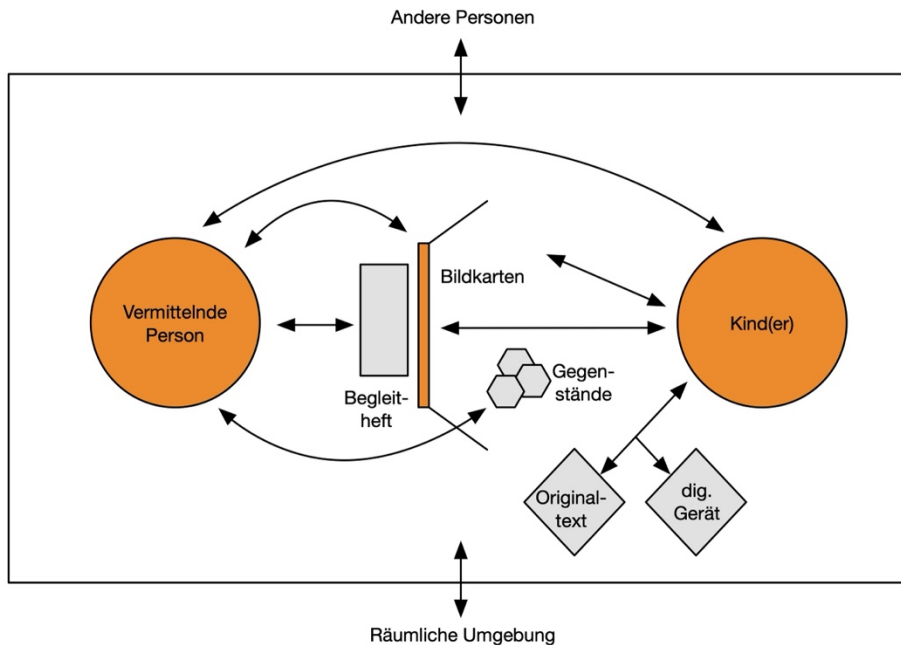 Andere Personen
Bildkarten
Vermittelnde
Person
Kind(er)
Begleit-
heft
Gegen-
stände
Original-
text
dig.
Gerät
Räumliche Umgebung